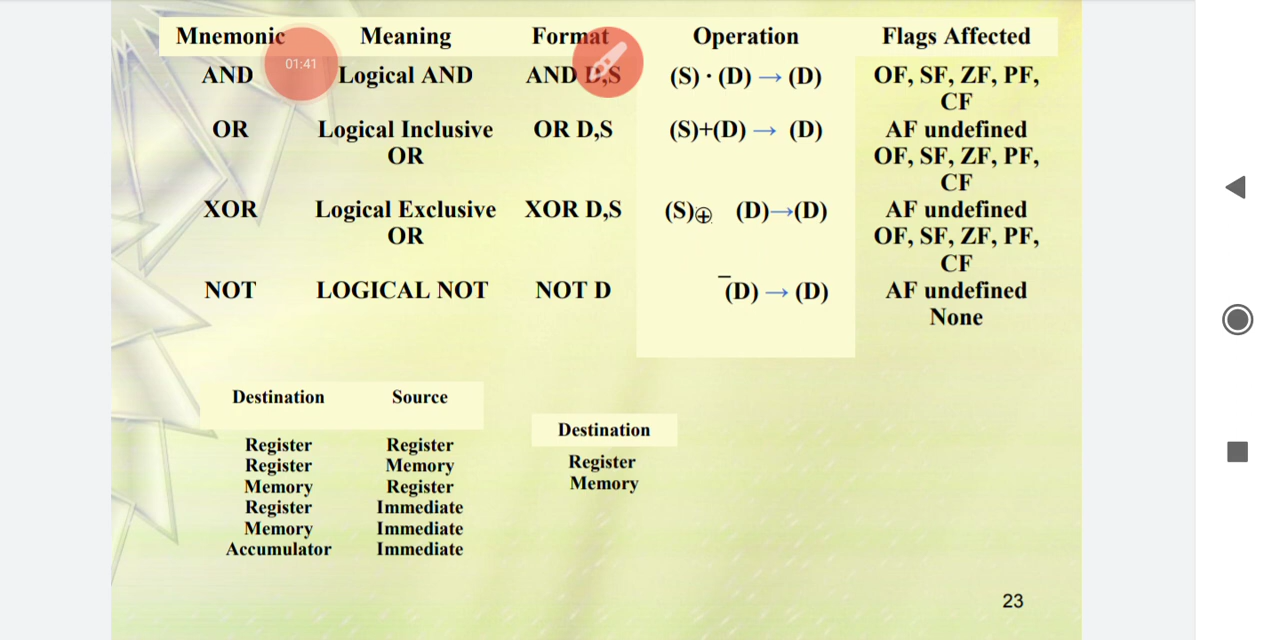 Mnemonic Meaning Format Operation Flags Affected
01:41
AND Logical AND AND D,S (S) · (D) → (D) OF, SF, ZF, PF,
CF
OR Logical Inclusive OR D,S (S)+(D) → (D) AF undefined
OR OF, SF, ZF, PF,
CF
XOR Logical Exclusive XOR D,S (S)⊕ (D)→(D) AF undefined
OR OF, SF, ZF, PF,
CF
NOT LOGICAL NOT NOT D ‾(D) → (D) AF undefined
None
Destination Source
Register Register
Register Memory
Memory Register
Register Immediate
Memory Immediate
Accumulator Immediate
Destination
Register
Memory
23